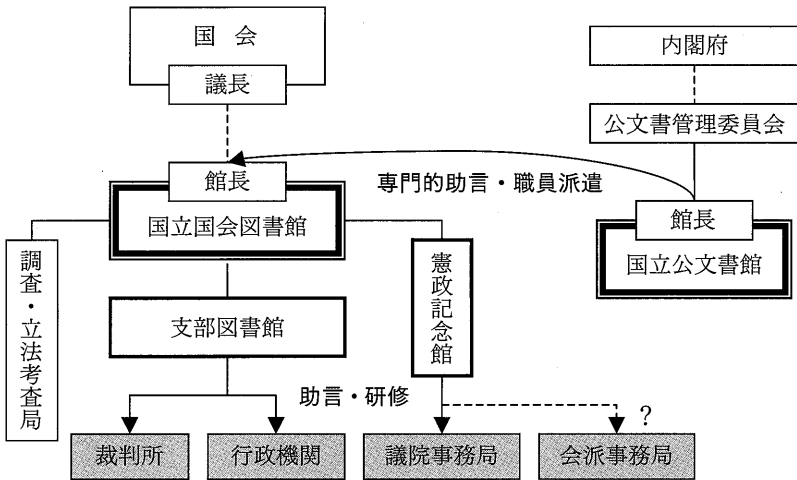 国会
議長
内閣府
公文書管理委員会
館長
専門的助言・職員派遣
国立国会図書館
館長
国立公文書館
調査・立法考査局
支部図書館
憲政記念館
助言・研修
?
裁判所
行政機関
議院事務局
会派事務局